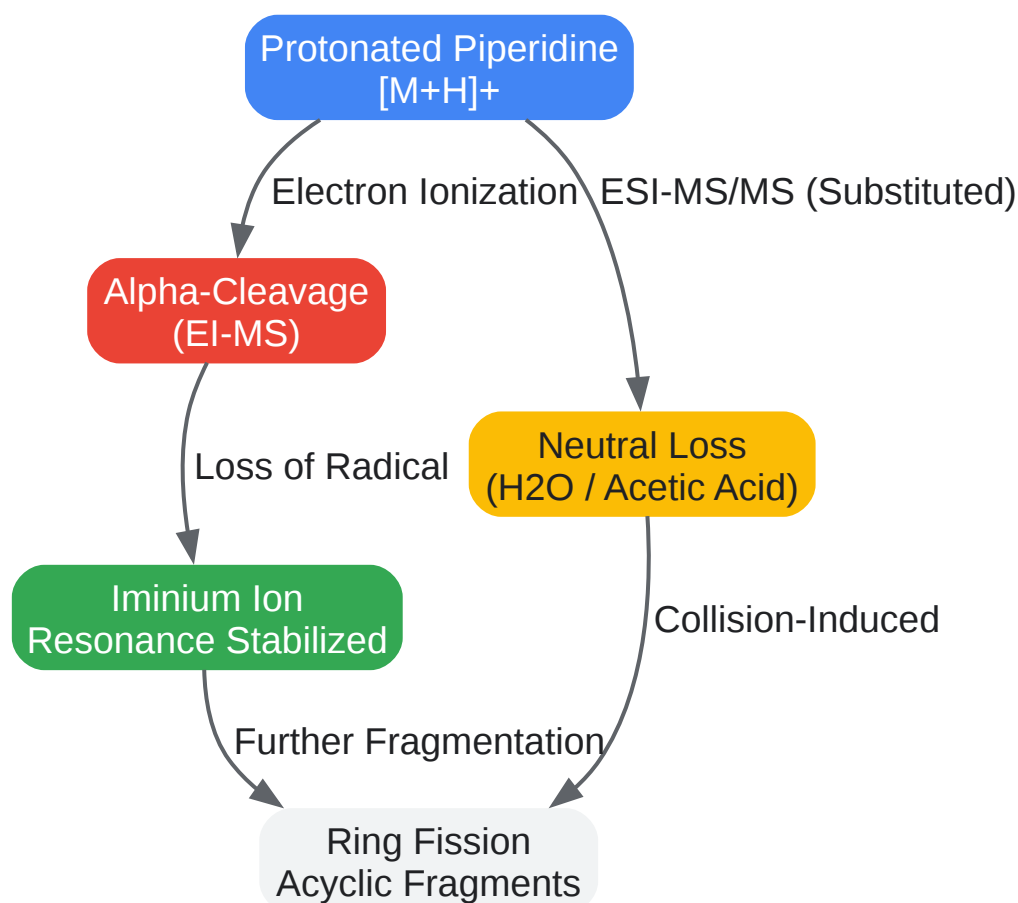 Protonated Piperidine
[M+H]+
Electron Ionization
ESI-MS/MS (Substituted)
Alpha-Cleavage
(EI-MS)
Loss of Radical
Neutral Loss
(H2O / Acetic Acid)
Iminium Ion
Resonance Stabilized
Collision-Induced
Further Fragmentation
Ring Fission
Acyclic Fragments